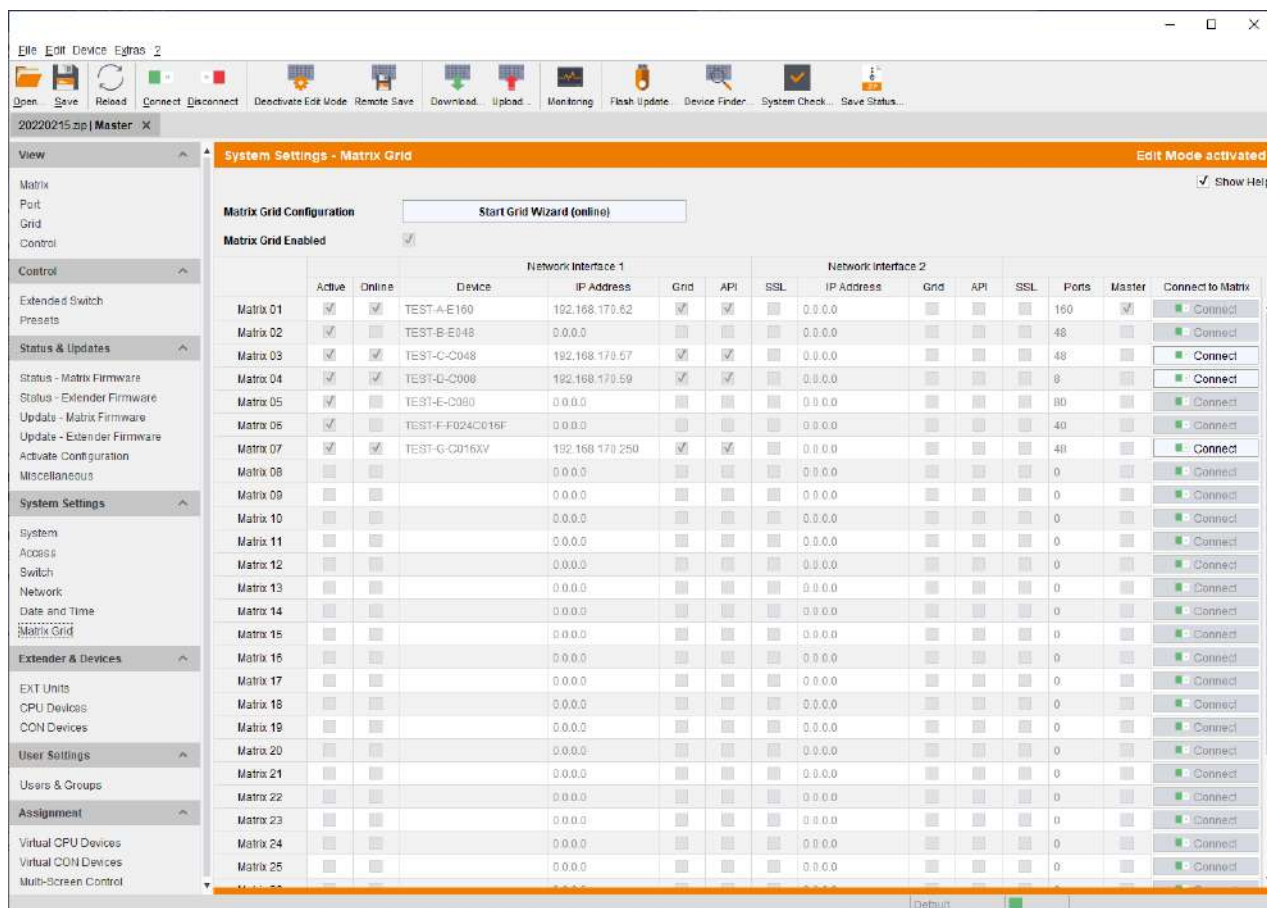 File Edit Device Extras ?
Open... Save Reload Connect Disconnect Deactivate Edit Mode Remote Save Download... Upload... Monitoring Flash Update... Device Finder... System Check... Save Status...
20220215.zip | Master X
View
Matrix
Port
Grid
Control
Control
Extended Switch
Presets
Status & Updates
Status - Matrix Firmware
Status - Extender Firmware
Update - Matrix Firmware
Update - Extender Firmware
Activate Configuration
Miscellaneous
System Settings
System
Access
Switch
Network
Date and Time
Matrix Grid
Extender & Devices
EXT Units
CPU Devices
CON Devices
User Settings
Users & Groups
Assignment
Virtual CPU Devices
Virtual CON Devices
Multi-Screen Control
System Settings - Matrix Grid Edit Mode activated
Show Help
Matrix Grid Configuration Start Grid Wizard (online)
Matrix Grid Enabled
Network Interface 1 Network Interface 2
Active Online Device IP Address Grid API SSL IP Address Grid API SSL Ports Master Connect to Matrix
Matrix 01 TEST-A-E160 192.168.170.62 0.0.0.0 160 Connect
Matrix 02 TEST-B-E048 0.0.0.0 0.0.0.0 48 Connect
Matrix 03 TEST-C-C048 192.168.170.57 0.0.0.0 48 Connect
Matrix 04 TEST-D-C008 192.168.170.59 0.0.0.0 8 Connect
Matrix 05 TEST-E-C080 0.0.0.0 0.0.0.0 80 Connect
Matrix 06 TEST-F-F024C016F 0.0.0.0 0.0.0.0 40 Connect
Matrix 07 TEST-G-C016XV 192.168.170.250 0.0.0.0 48 Connect
Matrix 08 0.0.0.0 0.0.0.0 0 Connect
Matrix 09 0.0.0.0 0.0.0.0 0 Connect
Matrix 10 0.0.0.0 0.0.0.0 0 Connect
Matrix 11 0.0.0.0 0.0.0.0 0 Connect
Matrix 12 0.0.0.0 0.0.0.0 0 Connect
Matrix 13 0.0.0.0 0.0.0.0 0 Connect
Matrix 14 0.0.0.0 0.0.0.0 0 Connect
Matrix 15 0.0.0.0 0.0.0.0 0 Connect
Matrix 16 0.0.0.0 0.0.0.0 0 Connect
Matrix 17 0.0.0.0 0.0.0.0 0 Connect
Matrix 18 0.0.0.0 0.0.0.0 0 Connect
Matrix 19 0.0.0.0 0.0.0.0 0 Connect
Matrix 20 0.0.0.0 0.0.0.0 0 Connect
Matrix 21 0.0.0.0 0.0.0.0 0 Connect
Matrix 22 0.0.0.0 0.0.0.0 0 Connect
Matrix 23 0.0.0.0 0.0.0.0 0 Connect
Matrix 24 0.0.0.0 0.0.0.0 0 Connect
Matrix 25 0.0.0.0 0.0.0.0 0 Connect
Default